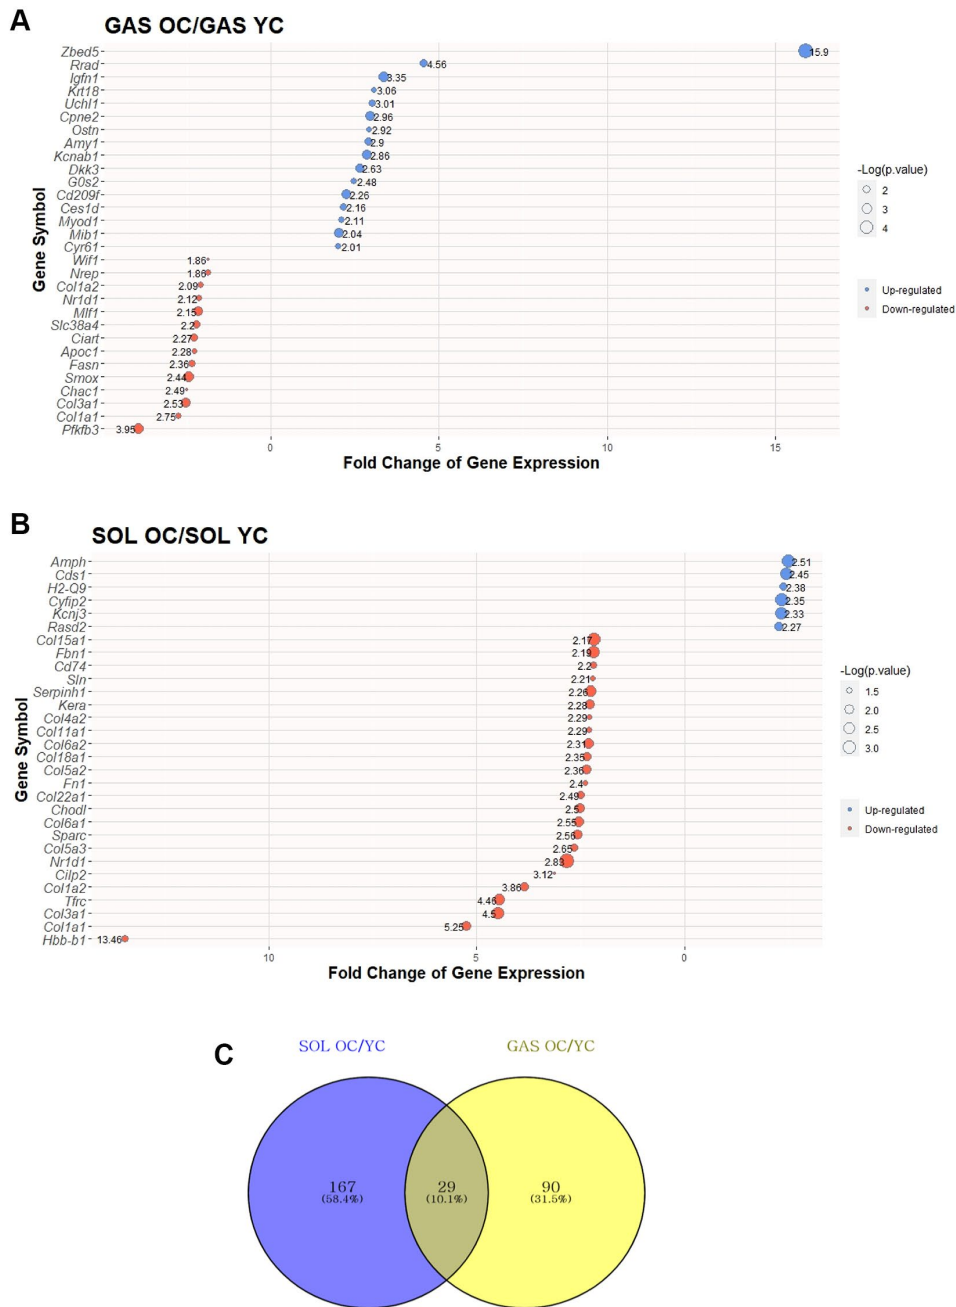 A
GAS OC/GAS YC
Gene Symbol
Zbed5 15.9
Rrad 4.56
Igfn1 3.35
Krt18 3.06
Uchl1 3.01
Cpne2 2.96
Ostn 2.92
Amy1 2.9
Kcnab1 2.86
Dkk3 2.63
G0s2 2.48
Cd209f 2.26
Ces1d 2.16
Myod1 2.11
Mib1 2.04
Cyr61 2.01
Wif1 1.86
Nrep 1.86
Col1a2 2.09
Nr1d1 2.12
Mlf1 2.15
Slc38a4 2.2
Ciart 2.27
Apoc1 2.28
Fasn 2.36
Smox 2.44
Chac1 2.49
Col3a1 2.53
Col1a1 2.75
Pfkfb3 3.95
0 5 10 15
Fold Change of Gene Expression
-Log(p.value)
2
3
4
Up-regulated
Down-regulated
B
SOL OC/SOL YC
Gene Symbol
Amph 2.51
Cds1 2.45
H2-Q9 2.38
Cyfip2 2.35
Kcnj3 2.33
Rasd2 2.27
Col15a1 2.17
Fbn1 2.19
Cd74 2.2
Sln 2.21
Serpinh1 2.26
Kera 2.28
Col4a2 2.29
Col11a1 2.29
Col6a2 2.31
Col18a1 2.35
Col5a2 2.36
Fn1 2.4
Col22a1 2.49
Chodl 2.5
Col6a1 2.55
Sparc 2.56
Col5a3 2.65
Nr1d1 2.83
Cilp2 3.12
Col1a2 3.86
Tfrc 4.46
Col3a1 4.5
Col1a1 5.25
Hbb-b1 13.46
10 5 0
Fold Change of Gene Expression
-Log(p.value)
1.5
2.0
2.5
3.0
Up-regulated
Down-regulated
C
SOL OC/YC GAS OC/YC
167 29 90
(58.4%) (10.1%) (31.5%)